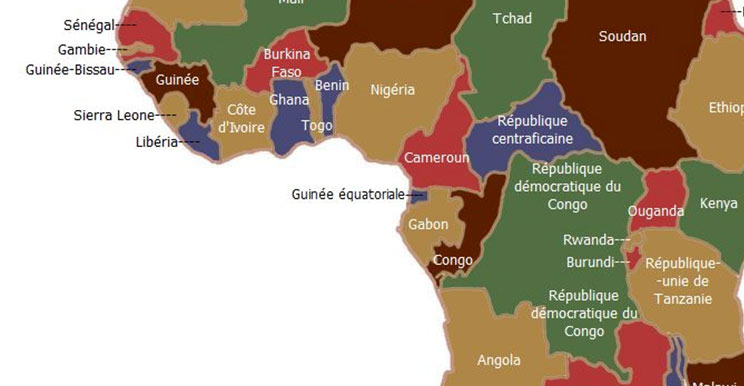 Mali
Tchad
Soudan
Sénégal--
Gambie---
Guinée-Bissau--
Guinée
Sierra Leone---
Libéria---
Burkina
Faso
Côte
d'Ivoire
Ghana
Togo
Benin
Nigéria
Cameroun
République
centraficaine
Ethiop
Guinée équatoriale--
Gabon
Congo
République
démocratique du
Congo
Ouganda
Kenya
Rwanda---
Burundi---
République-
-unie de
Tanzanie
République
démocratique du
Congo
Angola
Malawi